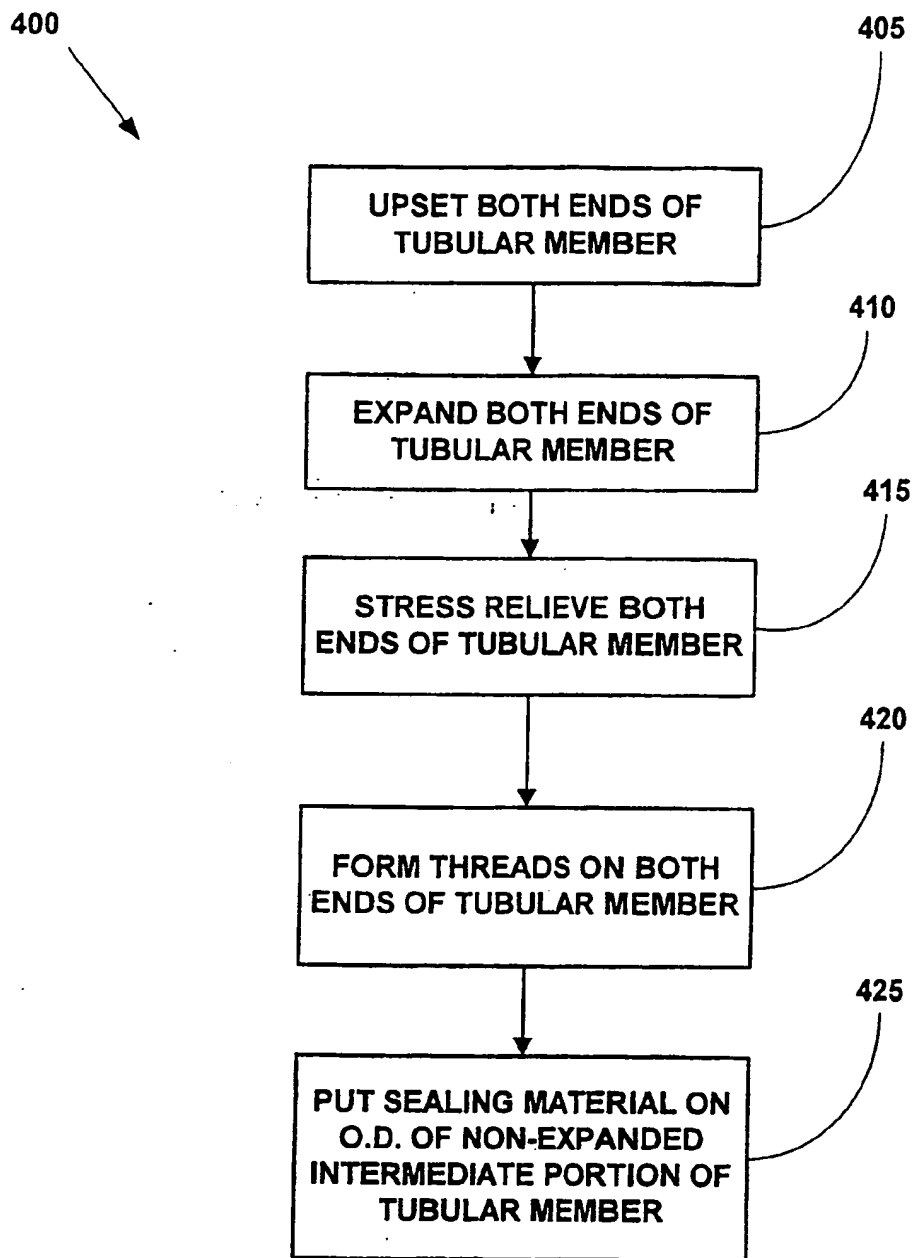 400
405
UPSET BOTH ENDS OF
TUBULAR MEMBER
410
EXPAND BOTH ENDS OF
TUBULAR MEMBER
415
STRESS RELIEVE BOTH
ENDS OF TUBULAR MEMBER
420
FORM THREADS ON BOTH
ENDS OF TUBULAR MEMBER
425
PUT SEALING MATERIAL ON
O.D. OF NON-EXPANDED
INTERMEDIATE PORTION OF
TUBULAR MEMBER